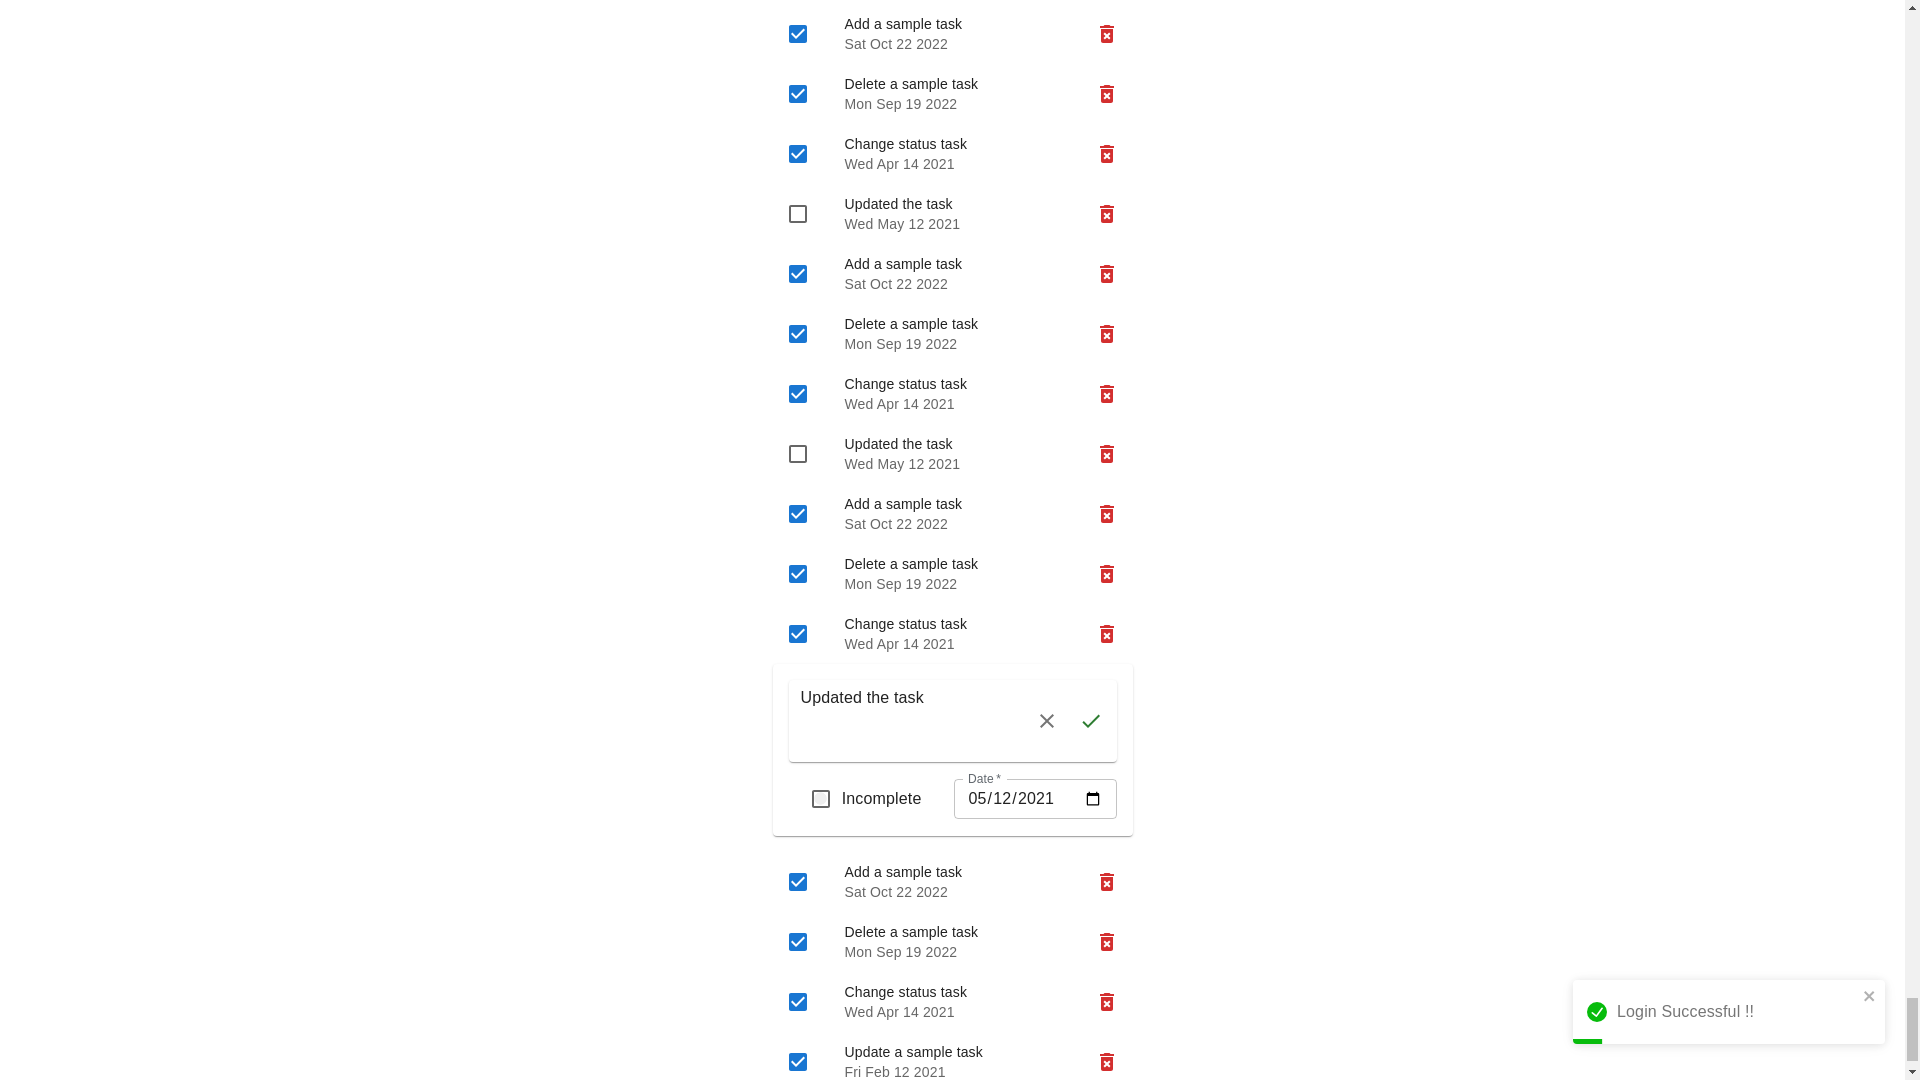 Add a sample task
Sat Oct 22 2022
Delete a sample task
Mon Sep 19 2022
Change status task
Wed Apr 14 2021
Updated the task
Wed May 12 2021
Add a sample task
Sat Oct 22 2022
Delete a sample task
Mon Sep 19 2022
Change status task
Wed Apr 14 2021
Updated the task
Wed May 12 2021
Add a sample task
Sat Oct 22 2022
Delete a sample task
Mon Sep 19 2022
Change status task
Wed Apr 14 2021
Updated the task
Date *
Incomplete
05/12/2021
Add a sample task
Sat Oct 22 2022
Delete a sample task
Mon Sep 19 2022
Change status task
Wed Apr 14 2021
Login Successful !!
Update a sample task
Fri Feb 12 2021